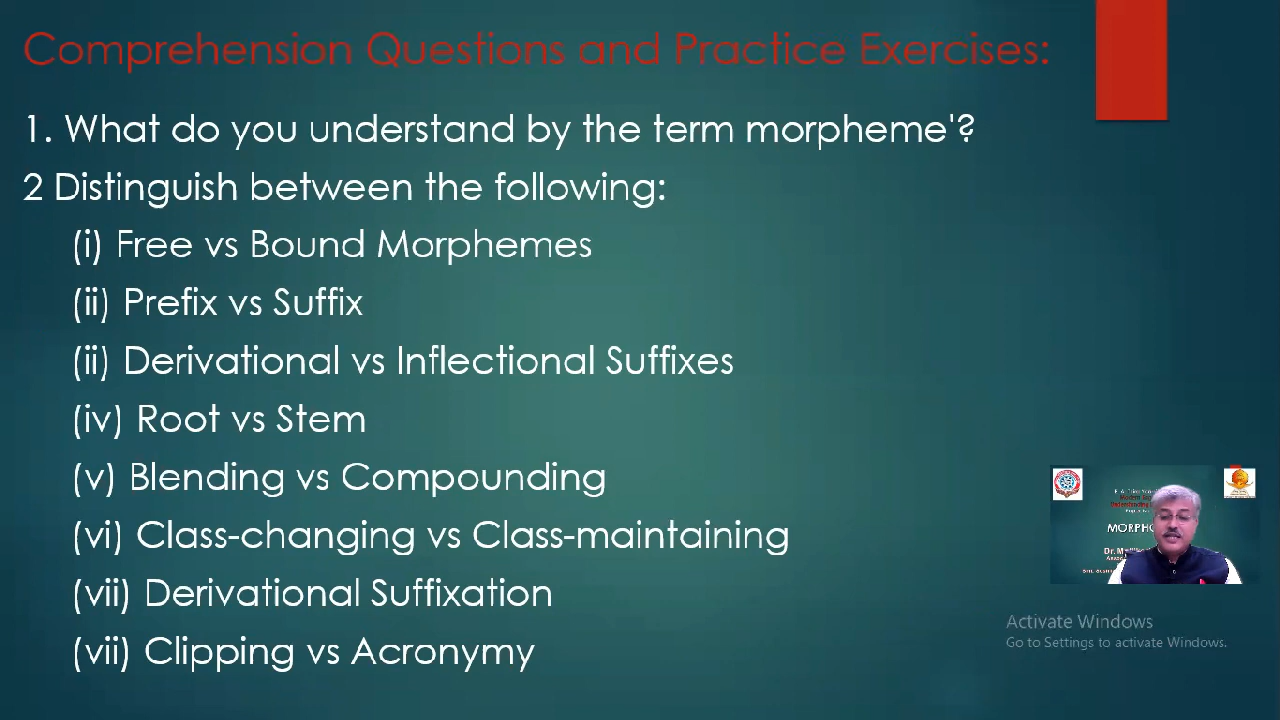 Comprehension Questions and Practice Exercises:
1. What do you understand by the term morpheme'?
2 Distinguish between the following:
(i) Free vs Bound Morphemes
(ii) Prefix vs Suffix
(ii) Derivational vs Inflectional Suffixes
(iv) Root vs Stem
(v) Blending vs Compounding
(vi) Class-changing vs Class-maintaining
(vii) Derivational Suffixation
(vii) Clipping vs Acronymy
MORPHO
Dr. M
Activate Windows
Go to Settings to activate Windows.